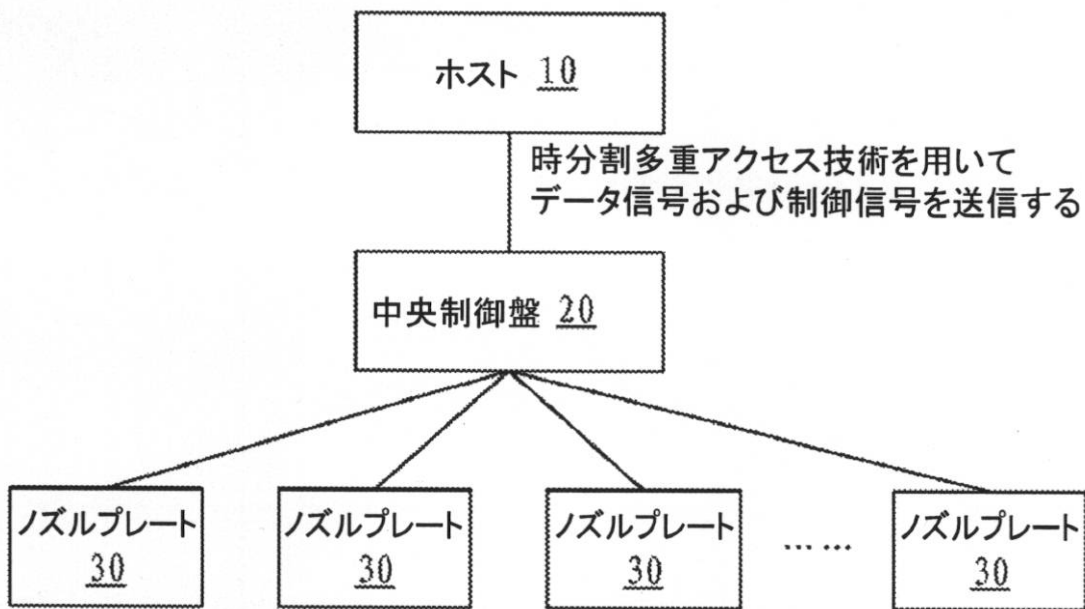 ホスト 10
時分割多重アクセス技術を用いて
データ信号および制御信号を送信する
中央制御盤 20
ノズルプレート ノズルプレート ノズルプレート ノズルプレート
30 30 30 …… 30